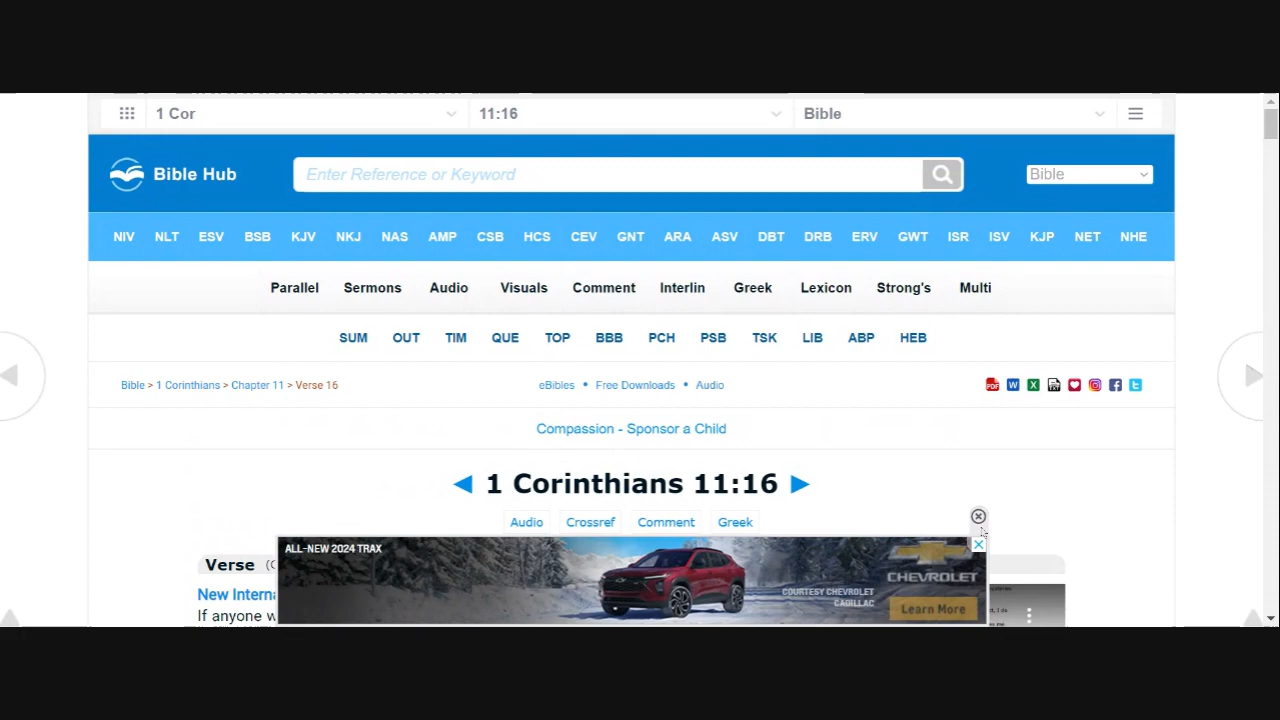 1 Cor 11:16 Bible
Bible Hub Enter Reference or Keyword Bible
NIV NLT ESV BSB KJV NKJ NAS AMP CSB HCS CEV GNT ARA ASV DBT DRB ERV GWT ISR ISV KJP NET NHE
Parallel Sermons Audio Visuals Comment Interlin Greek Lexicon Strong's Multi
SUM OUT TIM QUE TOP BBB PCH PSB TSK LIB ABP HEB
Bible > 1 Corinthians > Chapter 11 > Verse 16 eBibles • Free Downloads • Audio
Compassion - Sponsor a Child
◄ 1 Corinthians 11:16 ►
Audio Crossref Comment Greek
ALL-NEW 2024 TRAX
Verse
CHEVROLET
New Interna
COURTESY CHEVROLET
CADILLAC
Learn More
If anyone w